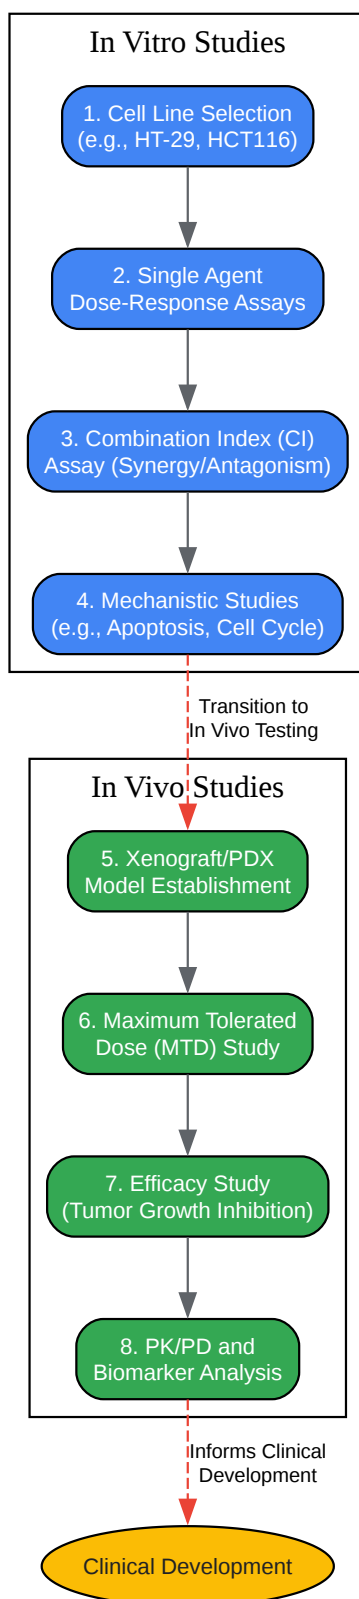 In Vitro Studies
1. Cell Line Selection
(e.g., HT-29, HCT116)
2. Single Agent
Dose-Response Assays
3. Combination Index (CI)
Assay (Synergy/Antagonism)
4. Mechanistic Studies
(e.g., Apoptosis, Cell Cycle)
Transition to
In Vivo Testing
In Vivo Studies
5. Xenograft/PDX
Model Establishment
6. Maximum Tolerated
Dose (MTD) Study
7. Efficacy Study
(Tumor Growth Inhibition)
8. PK/PD and
Biomarker Analysis
Informs Clinical
Development
Clinical Development